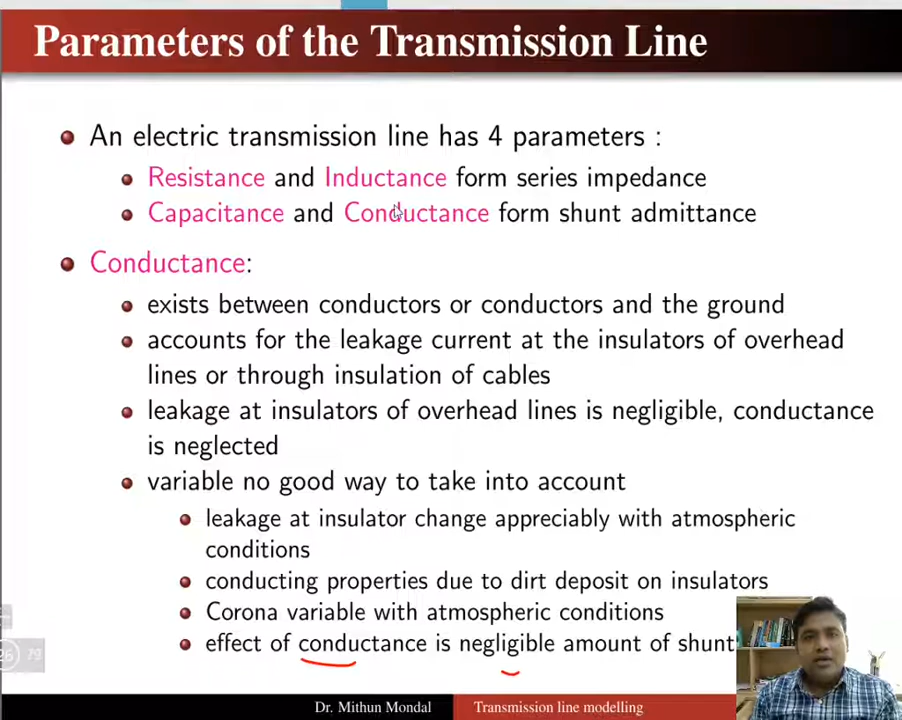 Parameters of the Transmission Line
An electric transmission line has 4 parameters :
Resistance and Inductance form series impedance
Capacitance and Conductance form shunt admittance
Conductance:
exists between conductors or conductors and the ground
accounts for the leakage current at the insulators of overhead
lines or through insulation of cables
leakage at insulators of overhead lines is negligible, conductance
is neglected
variable no good way to take into account
leakage at insulator change appreciably with atmospheric
conditions
conducting properties due to dirt deposit on insulators
Corona variable with atmospheric conditions
effect of conductance is negligible amount of shunt
26 79
Dr. Mithun Mondal
Transmission line modelling